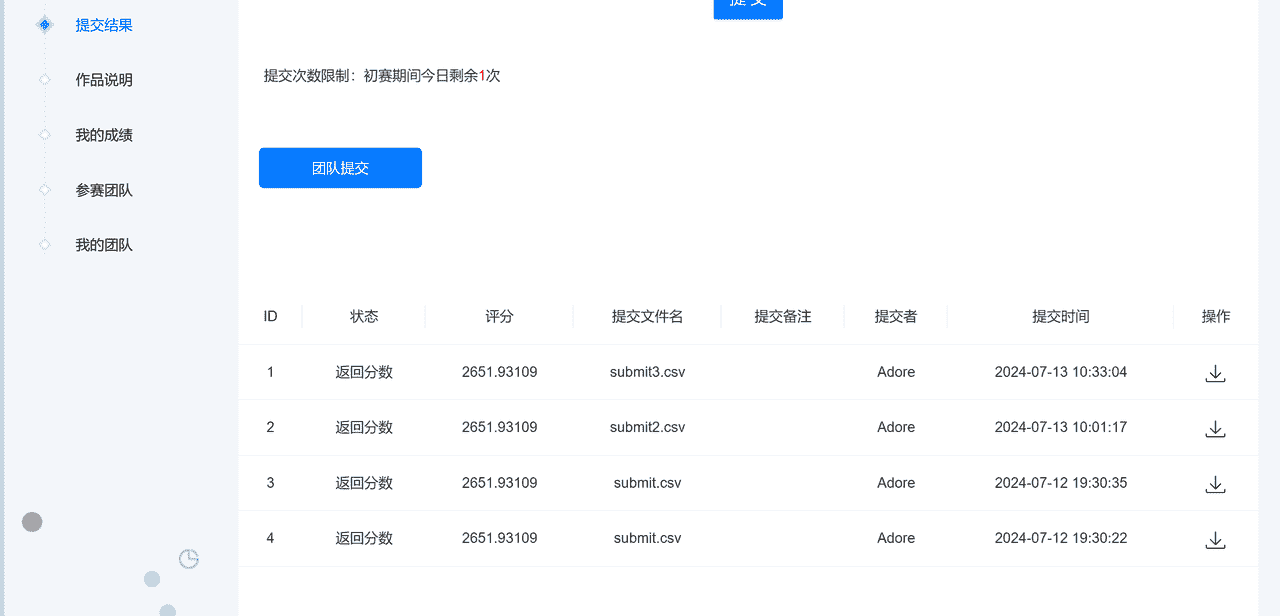 提交
提交结果
作品说明
我的成绩
参赛团队
我的团队
提交次数限制：初赛期间今日剩余1次
团队提交
ID 状态 评分 提交文件名 提交备注 提交者 提交时间 操作
1 返回分数 2651.93109 submit3.csv Adore 2024-07-13 10:33:04
2 返回分数 2651.93109 submit2.csv Adore 2024-07-13 10:01:17
3 返回分数 2651.93109 submit.csv Adore 2024-07-12 19:30:35
4 返回分数 2651.93109 submit.csv Adore 2024-07-12 19:30:22